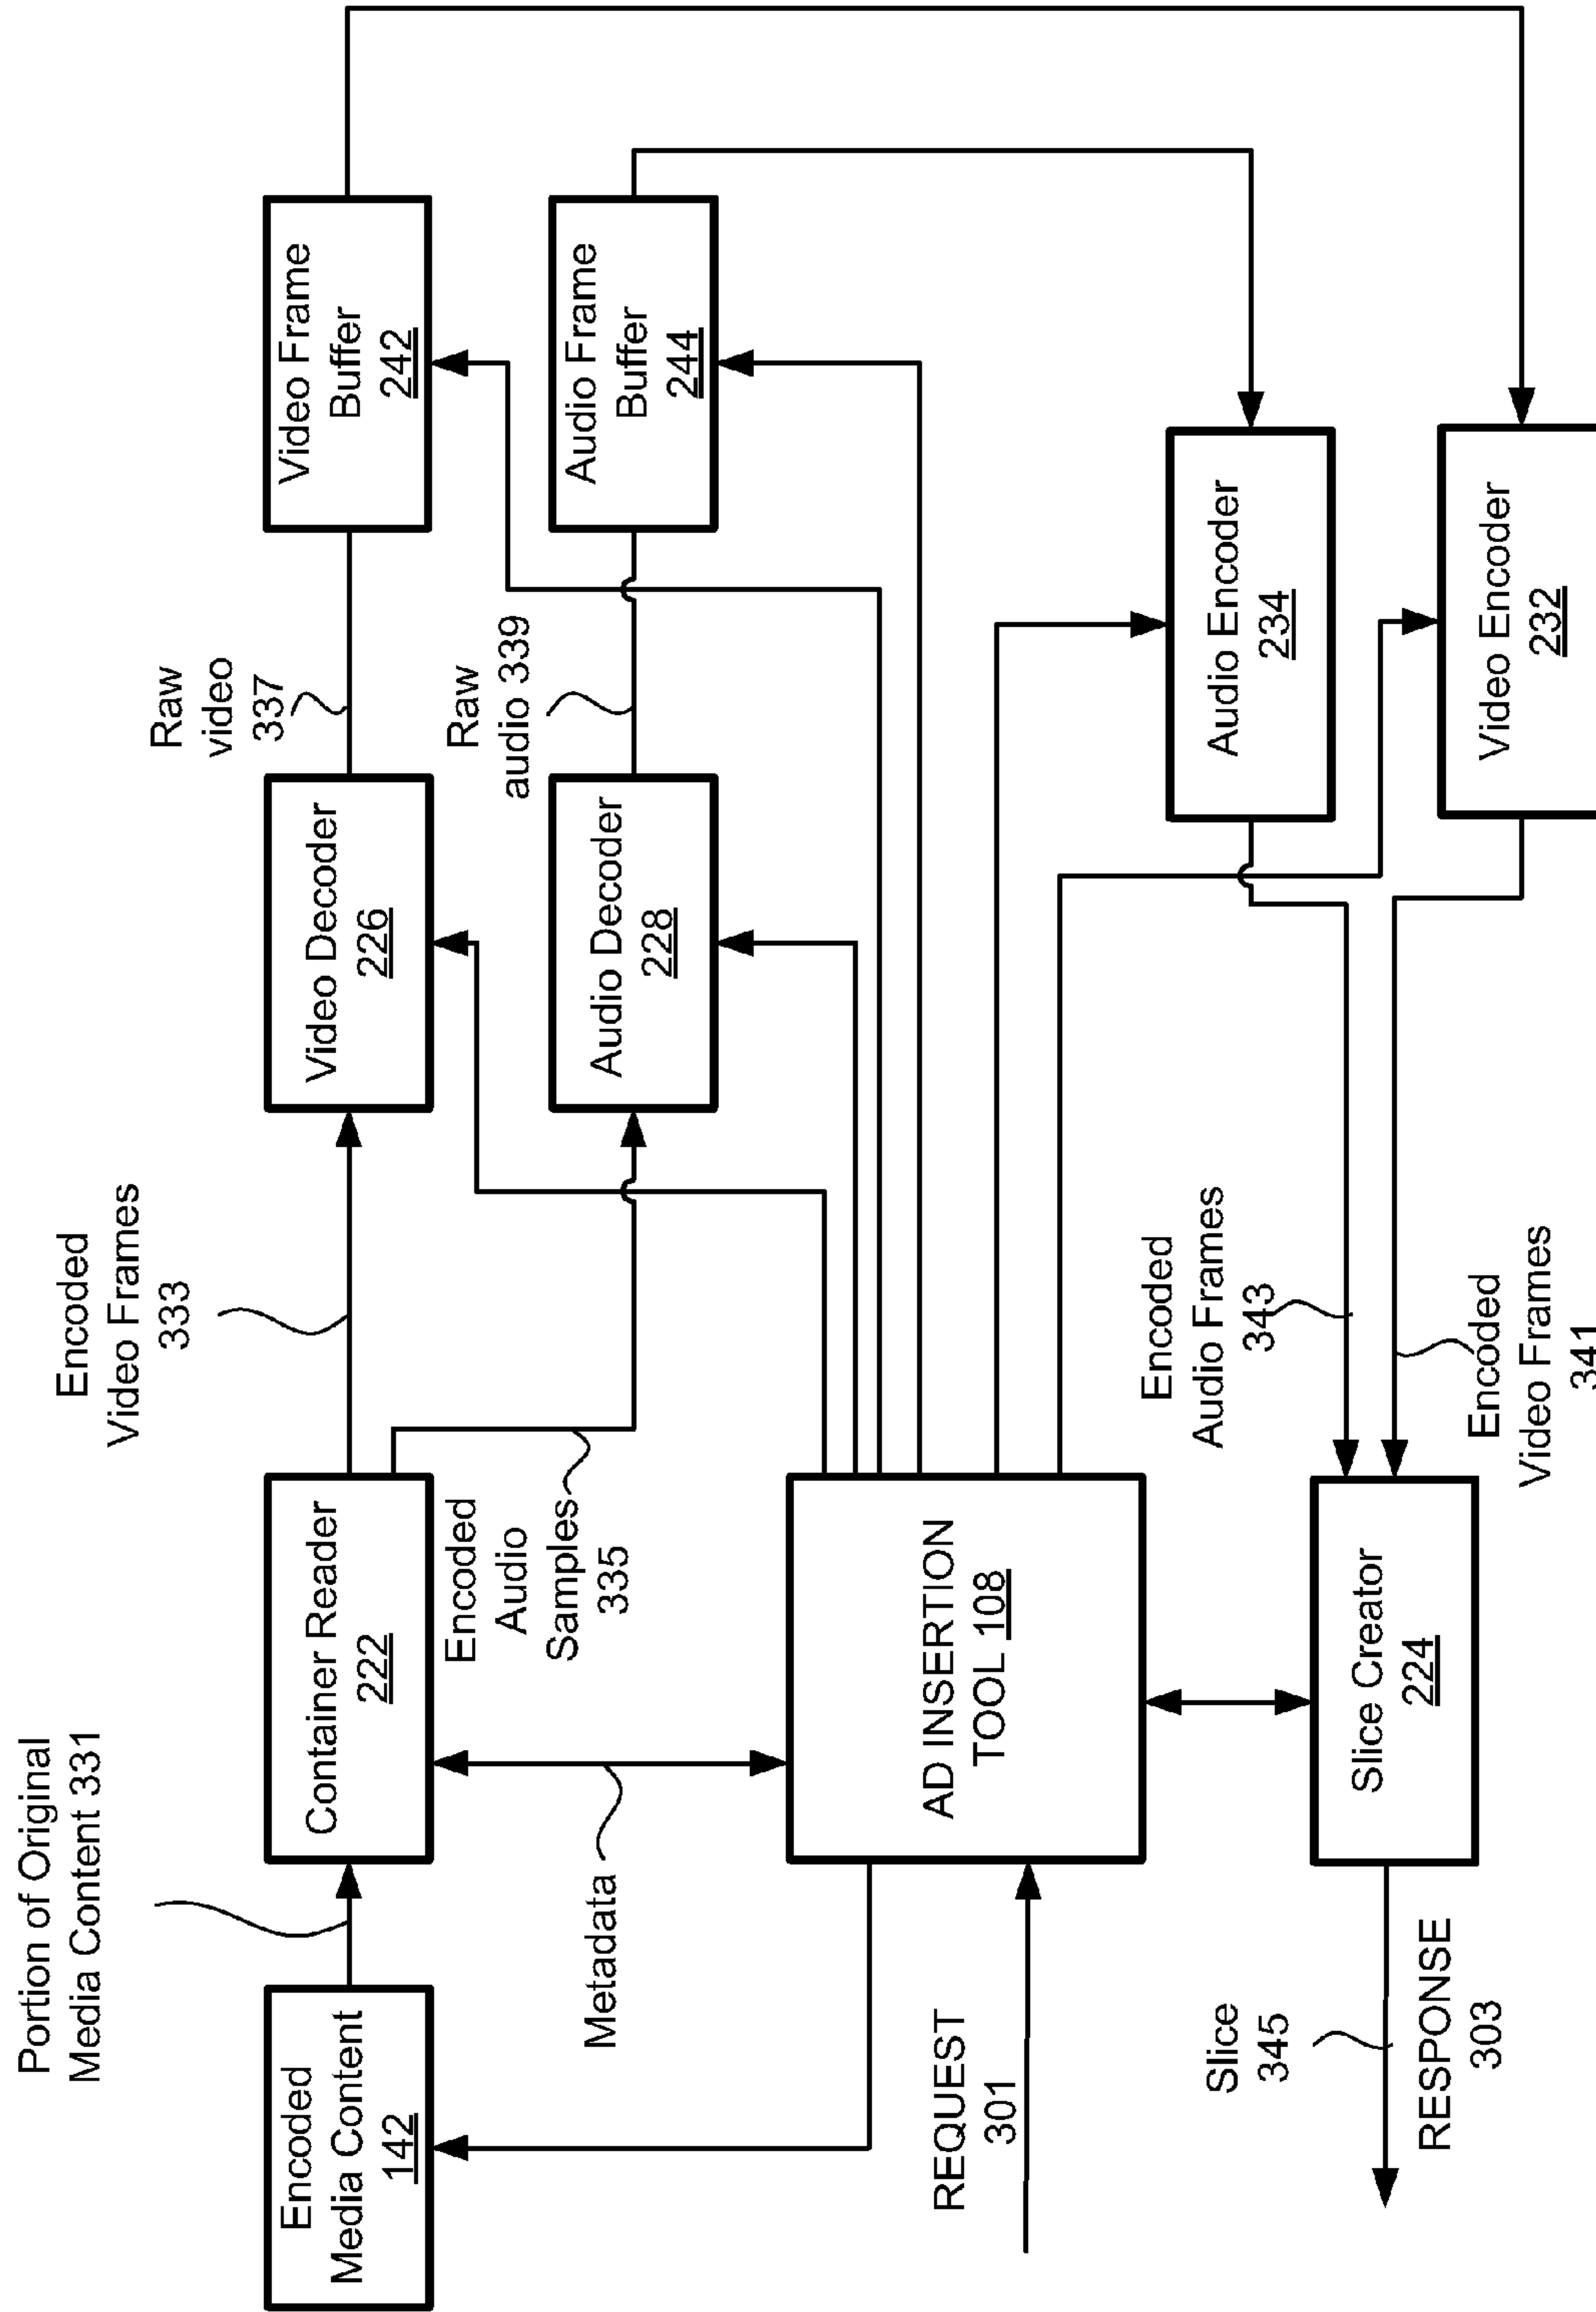 Portion of Original
Media Content 331
Encoded
Video Frames
333
Raw
video
337
Encoded
Media Content
142
Container Reader
222
Video Decoder
226
Video Frame
Buffer
242
Encoded
Audio
Samples
335
Raw
audio 339
Audio Decoder
228
Audio Frame
Buffer
244
Metadata
REQUEST
301
AD INSERTION
TOOL 108
Encoded
Audio Frames
343
Audio Encoder
234
Slice
345
RESPONSE
303
Slice Creator
224
Encoded
Video Frames
341
Video Encoder
232